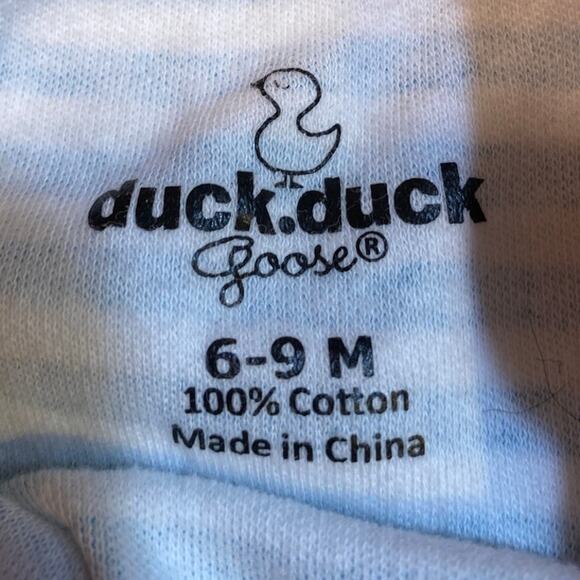 duck.duck
goose®
6-9 M
100% Cotton
Made in China